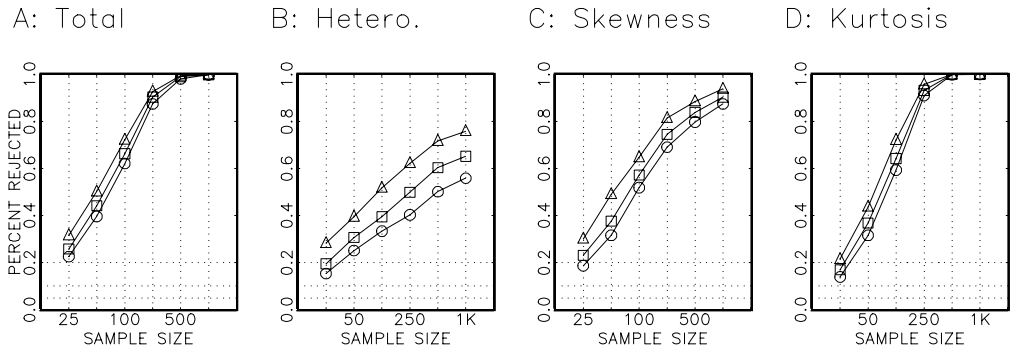 A: Total
B: Hetero.
C: Skewness
D: Kurtosis
PERCENT REJECTED
0. 0.2 0.4 0.6 0.8 1.0
25 100 500
SAMPLE SIZE
0. 0.2 0.4 0.6 0.8 1.0
50 250 1K
SAMPLE SIZE
0. 0.2 0.4 0.6 0.8 1.0
25 100 500
SAMPLE SIZE
0. 0.2 0.4 0.6 0.8 1.0
50 250 1K
SAMPLE SIZE